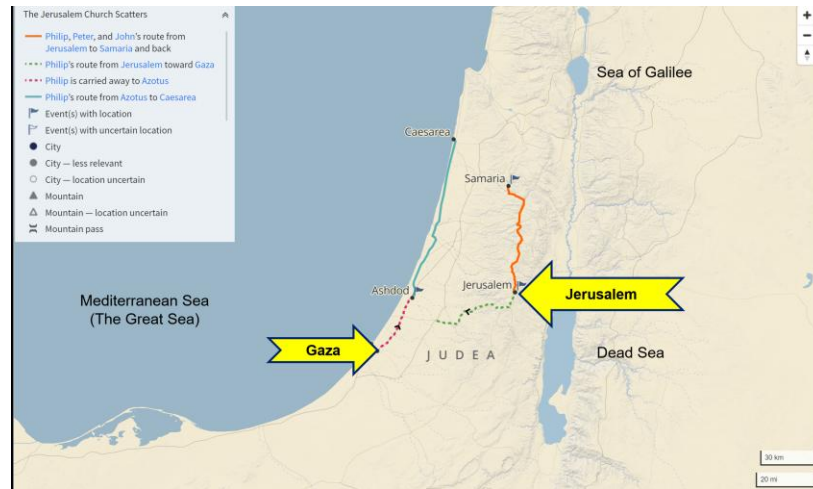 The Jerusalem Church Scatters
Philip, Peter, and John's route from
Jerusalem to Samaria and back
Philip's route from Jerusalem toward Gaza
Philip is carried away to Azotus
Philip's route from Azotus to Caesarea
Event(s) with location
Event(s) with uncertain location
City
City — less relevant
City — location uncertain
Mountain
Mountain — location uncertain
Mountain pass
Sea of Galilee
Caesarea
Samaria
Mediterranean Sea
(The Great Sea)
Ashdod
Jerusalem
Jerusalem
Gaza
JUDEA
Dead Sea
30 km
20 mi